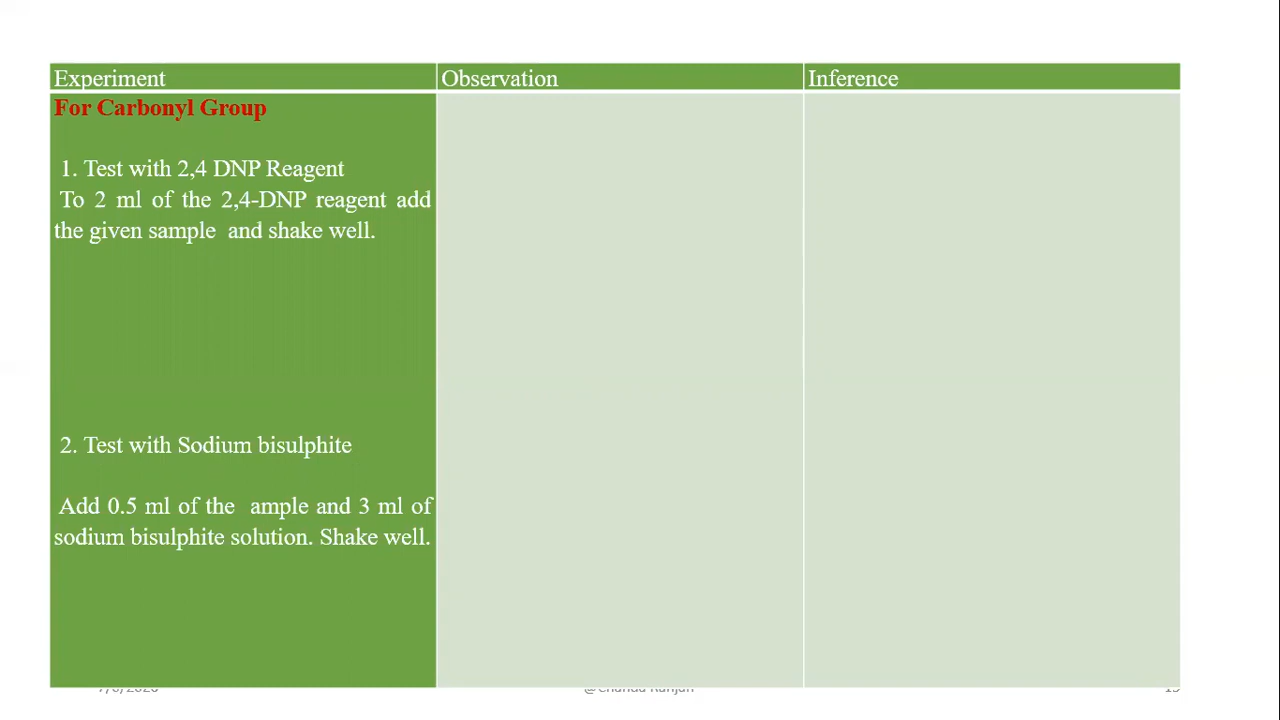 Experiment Observation Inference
For Carbonyl Group
1. Test with 2,4 DNP Reagent
To 2 ml of the 2,4-DNP reagent add
the given sample and shake well.
2. Test with Sodium bisulphite
Add 0.5 ml of the ample and 3 ml of
sodium bisulphite solution. Shake well.